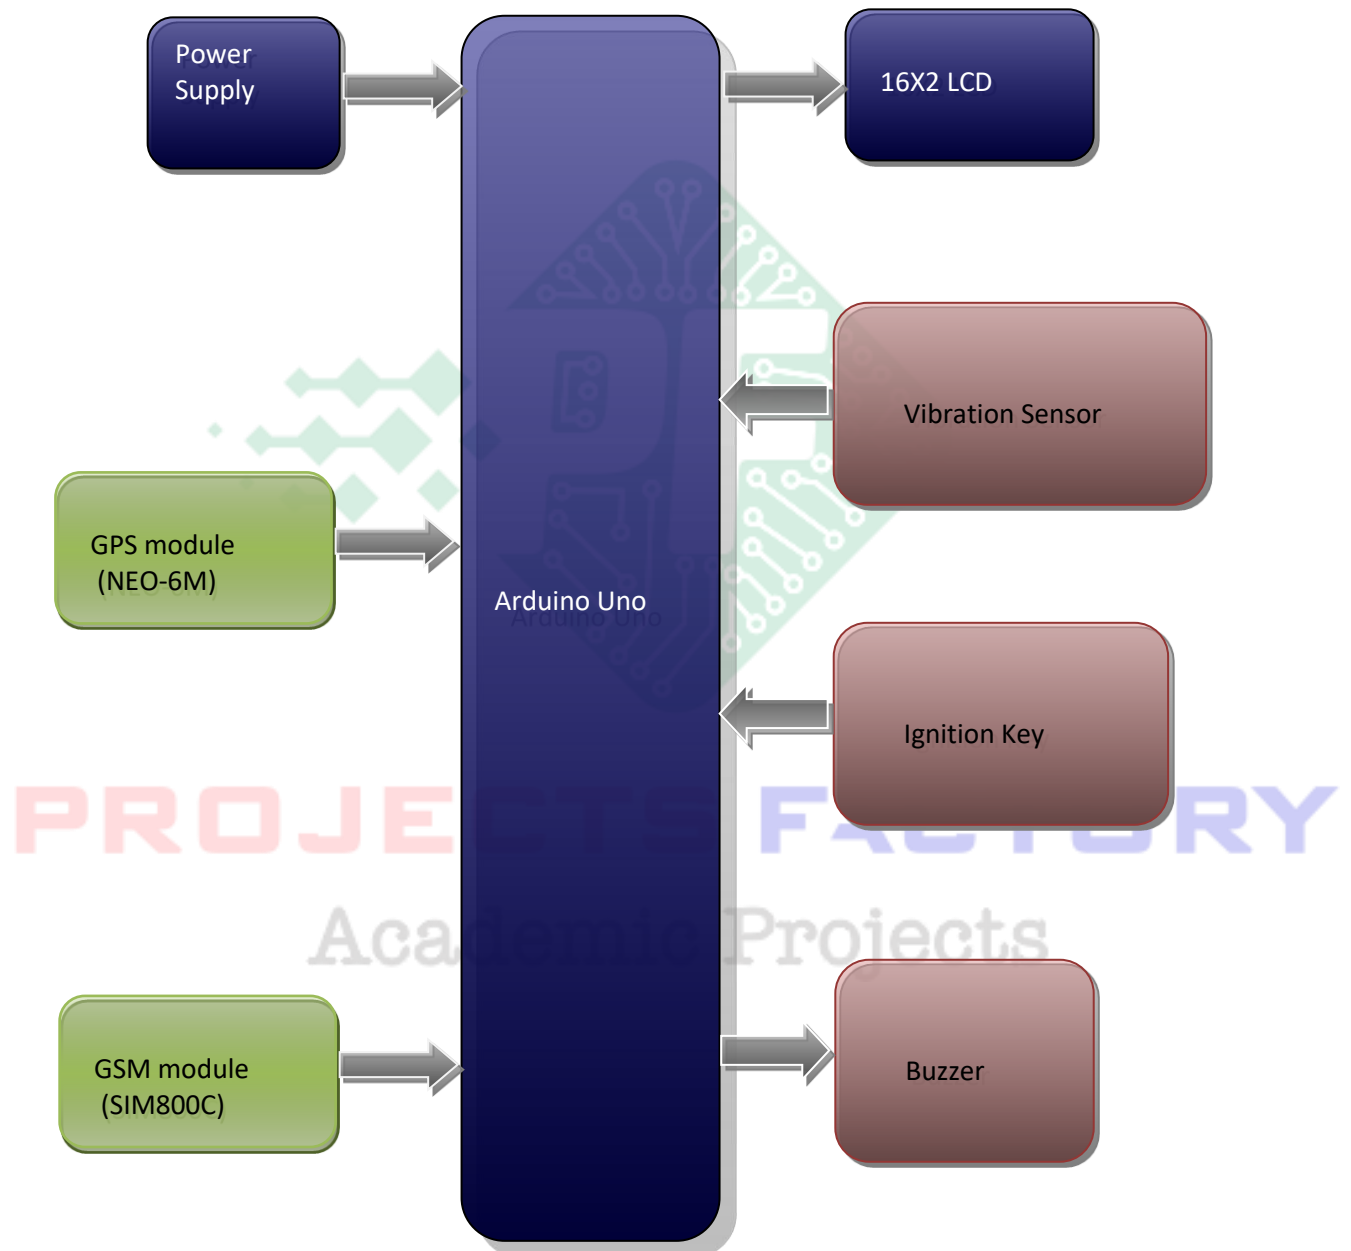 Power
Supply
16X2 LCD
Vibration Sensor
GPS module
(NEO-6M)
Arduino Uno
Ignition Key
PROJECTS FACTORY
Academic Projects
GSM module
(SIM800C)
Buzzer